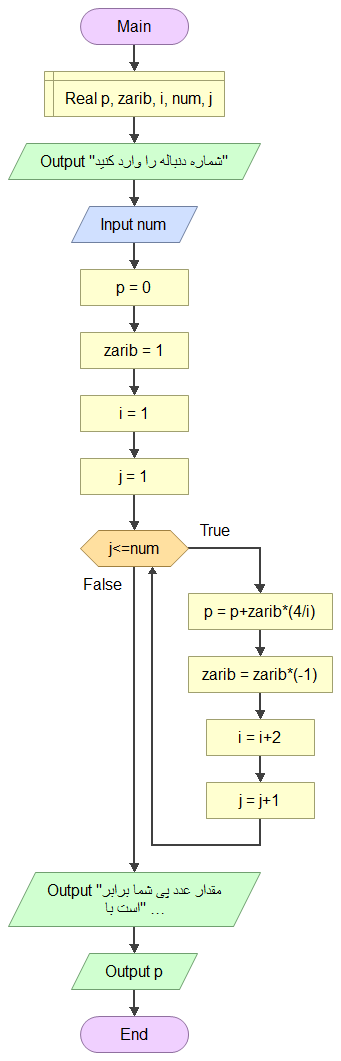 Main
Real p, zarib, i, num, j
Output "شماره دنباله را وارد کنید"
Input num
p = 0
zarib = 1
i = 1
j = 1
j<=num
True
False
p = p+zarib*(4/i)
zarib = zarib*(-1)
i = i+2
j = j+1
Output "مقدار عدد پی شما برابر
است با" ...
Output p
End